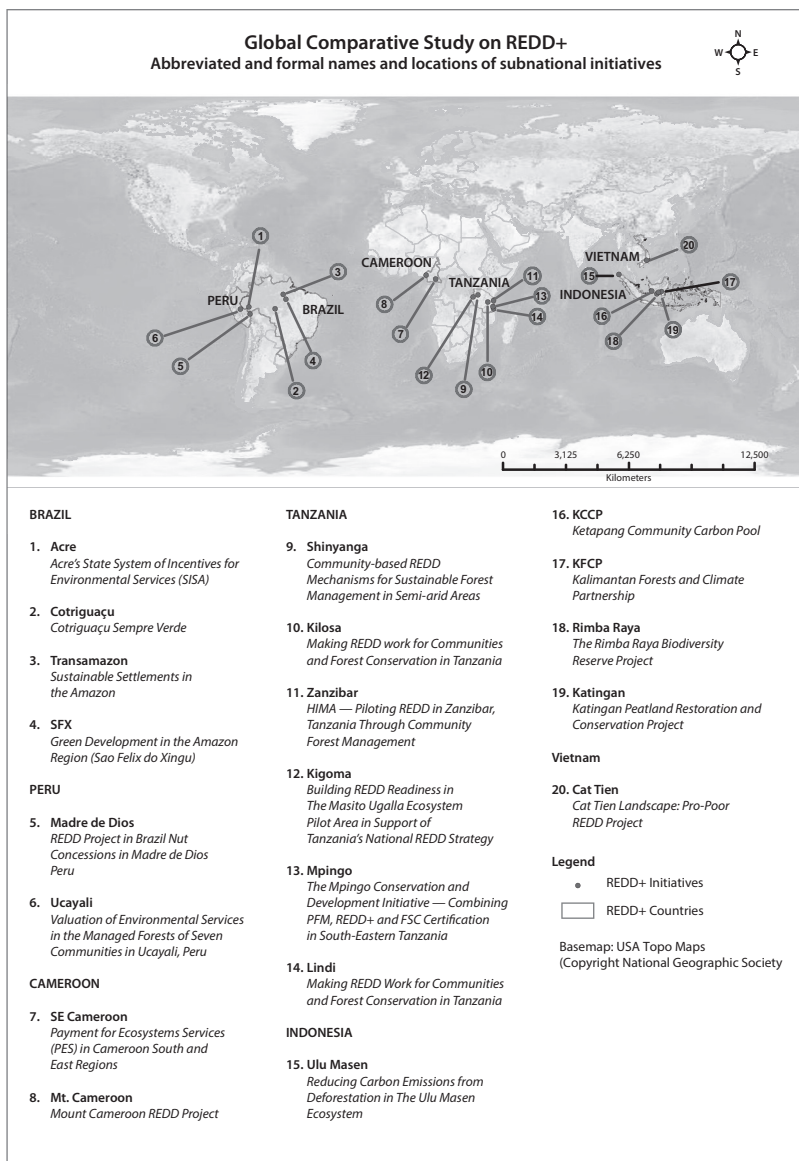 Global Comparative Study on REDD+
Abbreviated and formal names and locations of subnational initiatives
N
W E
S
1
3
2
4
5
6
PERU
BRAZIL
CAMEROON
8
7
TANZANIA
11
13
14
12
9
10
VIETNAM
20
15
INDONESIA
17
16
18
19
0 3,125 6,250 12,500
Kilometers
BRAZIL
1. Acre
Acre's State System of Incentives for
Environmental Services (SISA)
2. Cotriguaçu
Cotriguaçu Sempre Verde
3. Transamazon
Sustainable Settlements in
the Amazon
4. SFX
Green Development in the Amazon
Region (Sao Felix do Xingu)
PERU
5. Madre de Dios
REDD Project in Brazil Nut
Concessions in Madre de Dios
Peru
6. Ucayali
Valuation of Environmental Services
in the Managed Forests of Seven
Communities in Ucayali, Peru
CAMEROON
7. SE Cameroon
Payment for Ecosystems Services
(PES) in Cameroon South and
East Regions
8. Mt. Cameroon
Mount Cameroon REDD Project
TANZANIA
9. Shinyanga
Community-based REDD
Mechanisms for Sustainable Forest
Management in Semi-arid Areas
10. Kilosa
Making REDD work for Communities
and Forest Conservation in Tanzania
11. Zanzibar
HIMA — Piloting REDD in Zanzibar,
Tanzania Through Community
Forest Management
12. Kigoma
Building REDD Readiness in
The Masito Ugalla Ecosystem
Pilot Area in Support of
Tanzania's National REDD Strategy
13. Mpingo
The Mpingo Conservation and
Development Initiative — Combining
PFM, REDD+ and FSC Certification
in South-Eastern Tanzania
14. Lindi
Making REDD Work for Communities
and Forest Conservation in Tanzania
INDONESIA
15. Ulu Masen
Reducing Carbon Emissions from
Deforestation in The Ulu Masen
Ecosystem
16. KCCP
Ketapang Community Carbon Pool
17. KFCP
Kalimantan Forests and Climate
Partnership
18. Rimba Raya
The Rimba Raya Biodiversity
Reserve Project
19. Katingan
Katingan Peatland Restoration and
Conservation Project
Vietnam
20. Cat Tien
Cat Tien Landscape: Pro-Poor
REDD Project
Legend
REDD+ Initiatives
REDD+ Countries
Basemap: USA Topo Maps
(Copyright National Geographic Society